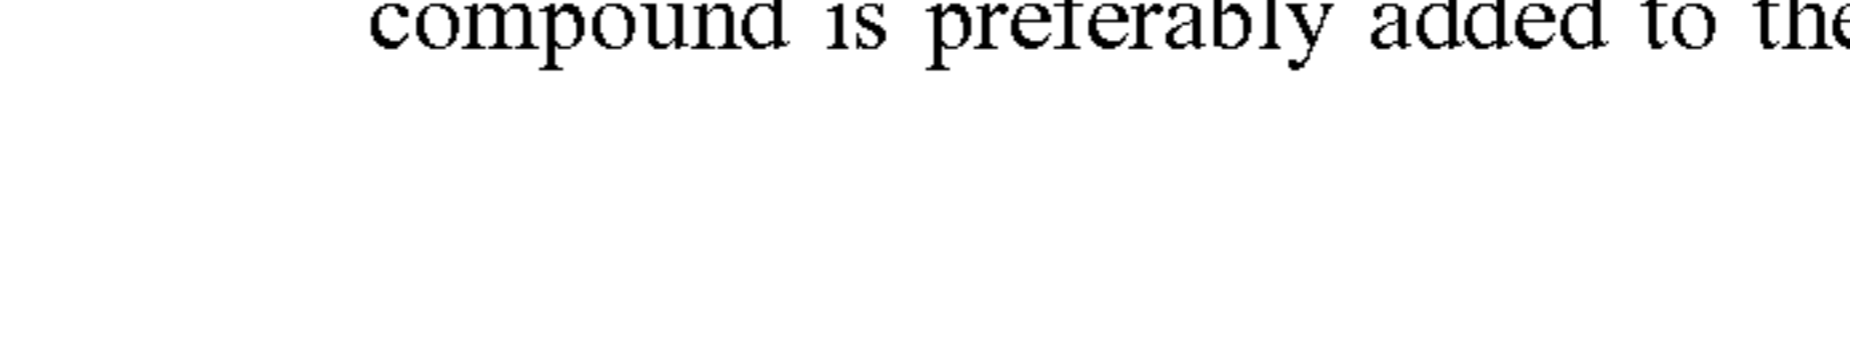 compound is preferably added to the